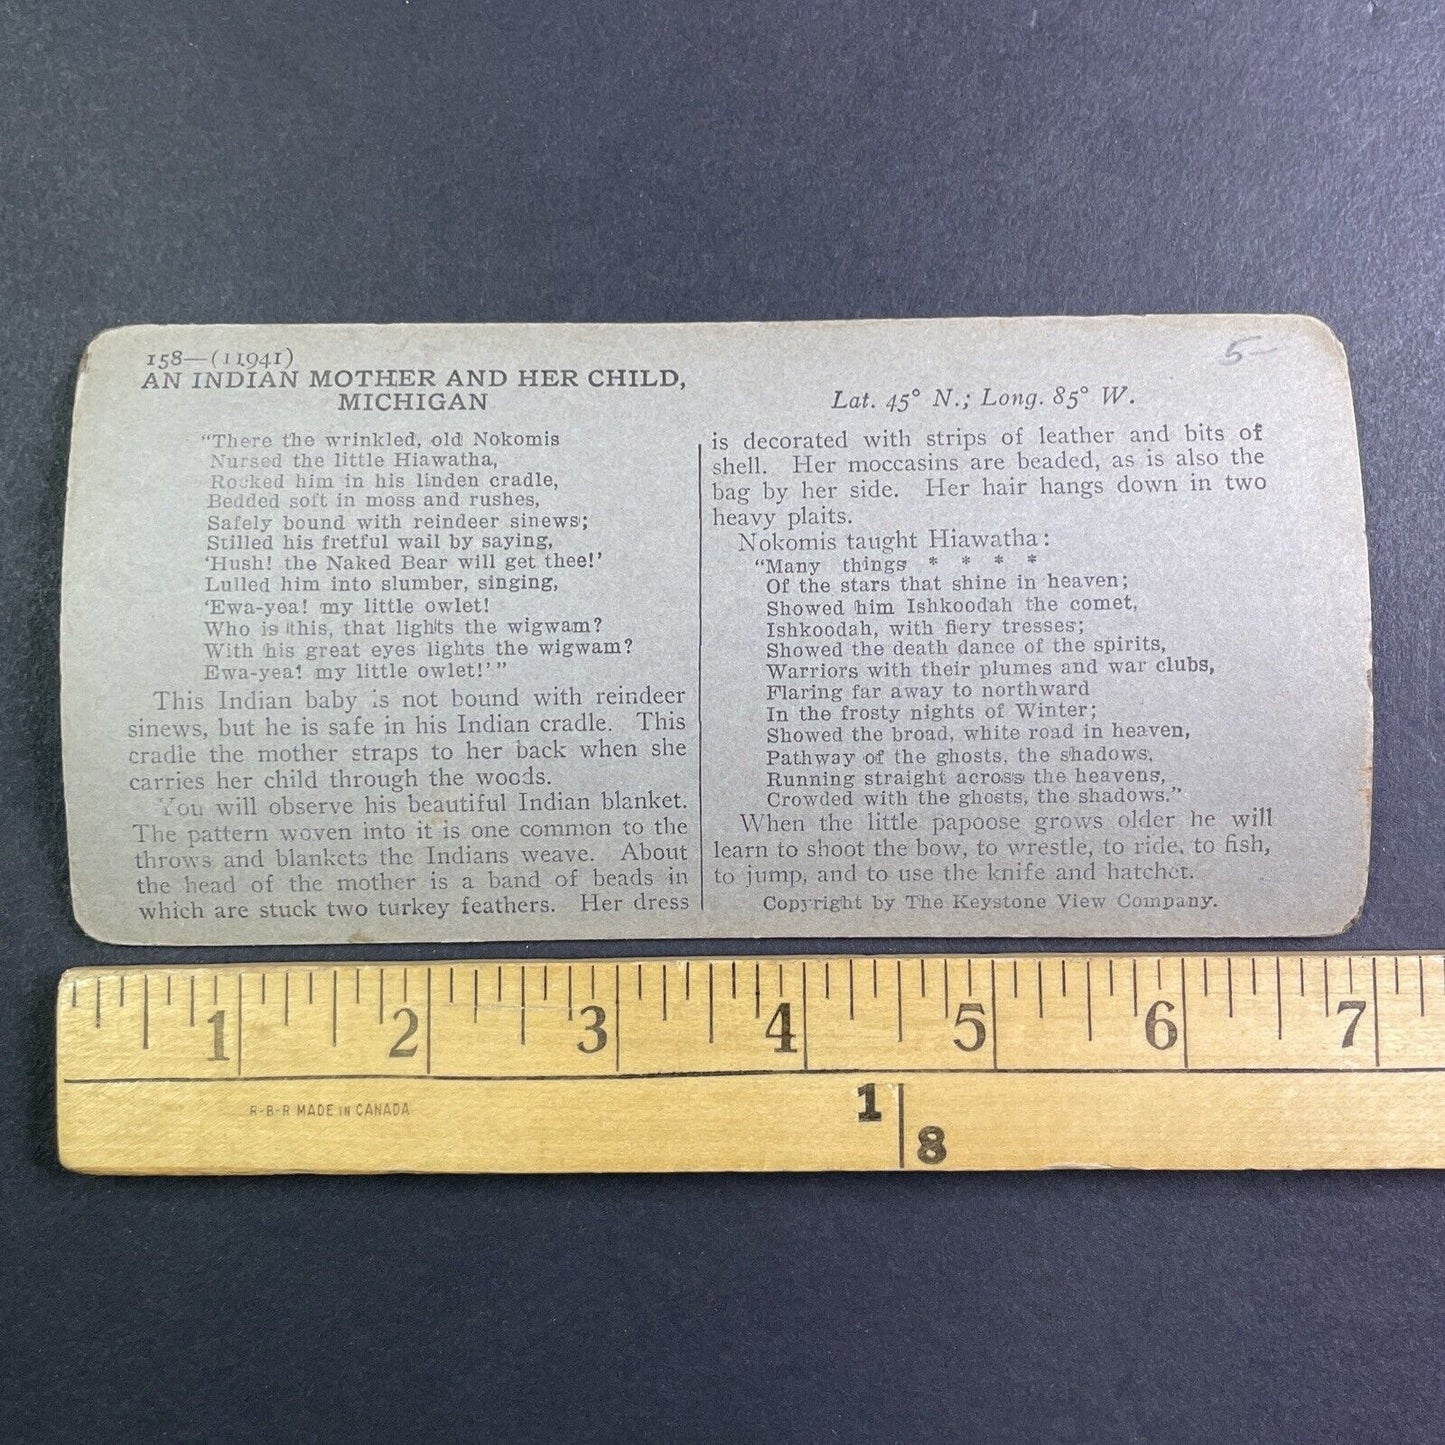 158—(11941)
AN INDIAN MOTHER AND HER CHILD,
MICHIGAN
"There the wrinkled, old Nokomis
Nursed the little Hiawatha,
Rocked him in his linden cradle,
Bedded soft in moss and rushes,
Safely bound with reindeer sinews;
Stilled his fretful wail by saying,
'Hush! the Naked Bear will get thee!'
Lulled him into slumber, singing,
'Ewa-yea! my little owlet!
Who is this, that lights the wigwam?
With his great eyes lights the wigwam?
Ewa-yea! my little owlet!'"
This Indian baby is not bound with reindeer
sinews, but he is safe in his Indian cradle. This
cradle the mother straps to her back when she
carries her child through the woods.
You will observe his beautiful Indian blanket.
The pattern woven into it is one common to the
throws and blankets the Indians weave. About
the head of the mother is a band of beads in
which are stuck two turkey feathers. Her dress
5-
Lat. 45° N.; Long. 85° W.
is decorated with strips of leather and bits of
shell. Her moccasins are beaded, as is also the
bag by her side. Her hair hangs down in two
heavy plaits.
Nokomis taught Hiawatha:
"Many things * * * *
Of the stars that shine in heaven;
Showed him Ishkoodah the comet,
Ishkoodah, with fiery tresses;
Showed the death dance of the spirits,
Warriors with their plumes and war clubs,
Flaring far away to northward
In the frosty nights of Winter;
Showed the broad, white road in heaven,
Pathway of the ghosts, the shadows,
Running straight across the heavens,
Crowded with the ghosts, the shadows."
When the little papoose grows older he will
learn to shoot the bow, to wrestle, to ride, to fish,
to jump, and to use the knife and hatchet.
Copyright by The Keystone View Company.
1 2 3 4 5 6 7
R-B-R MADE IN CANADA
1 8